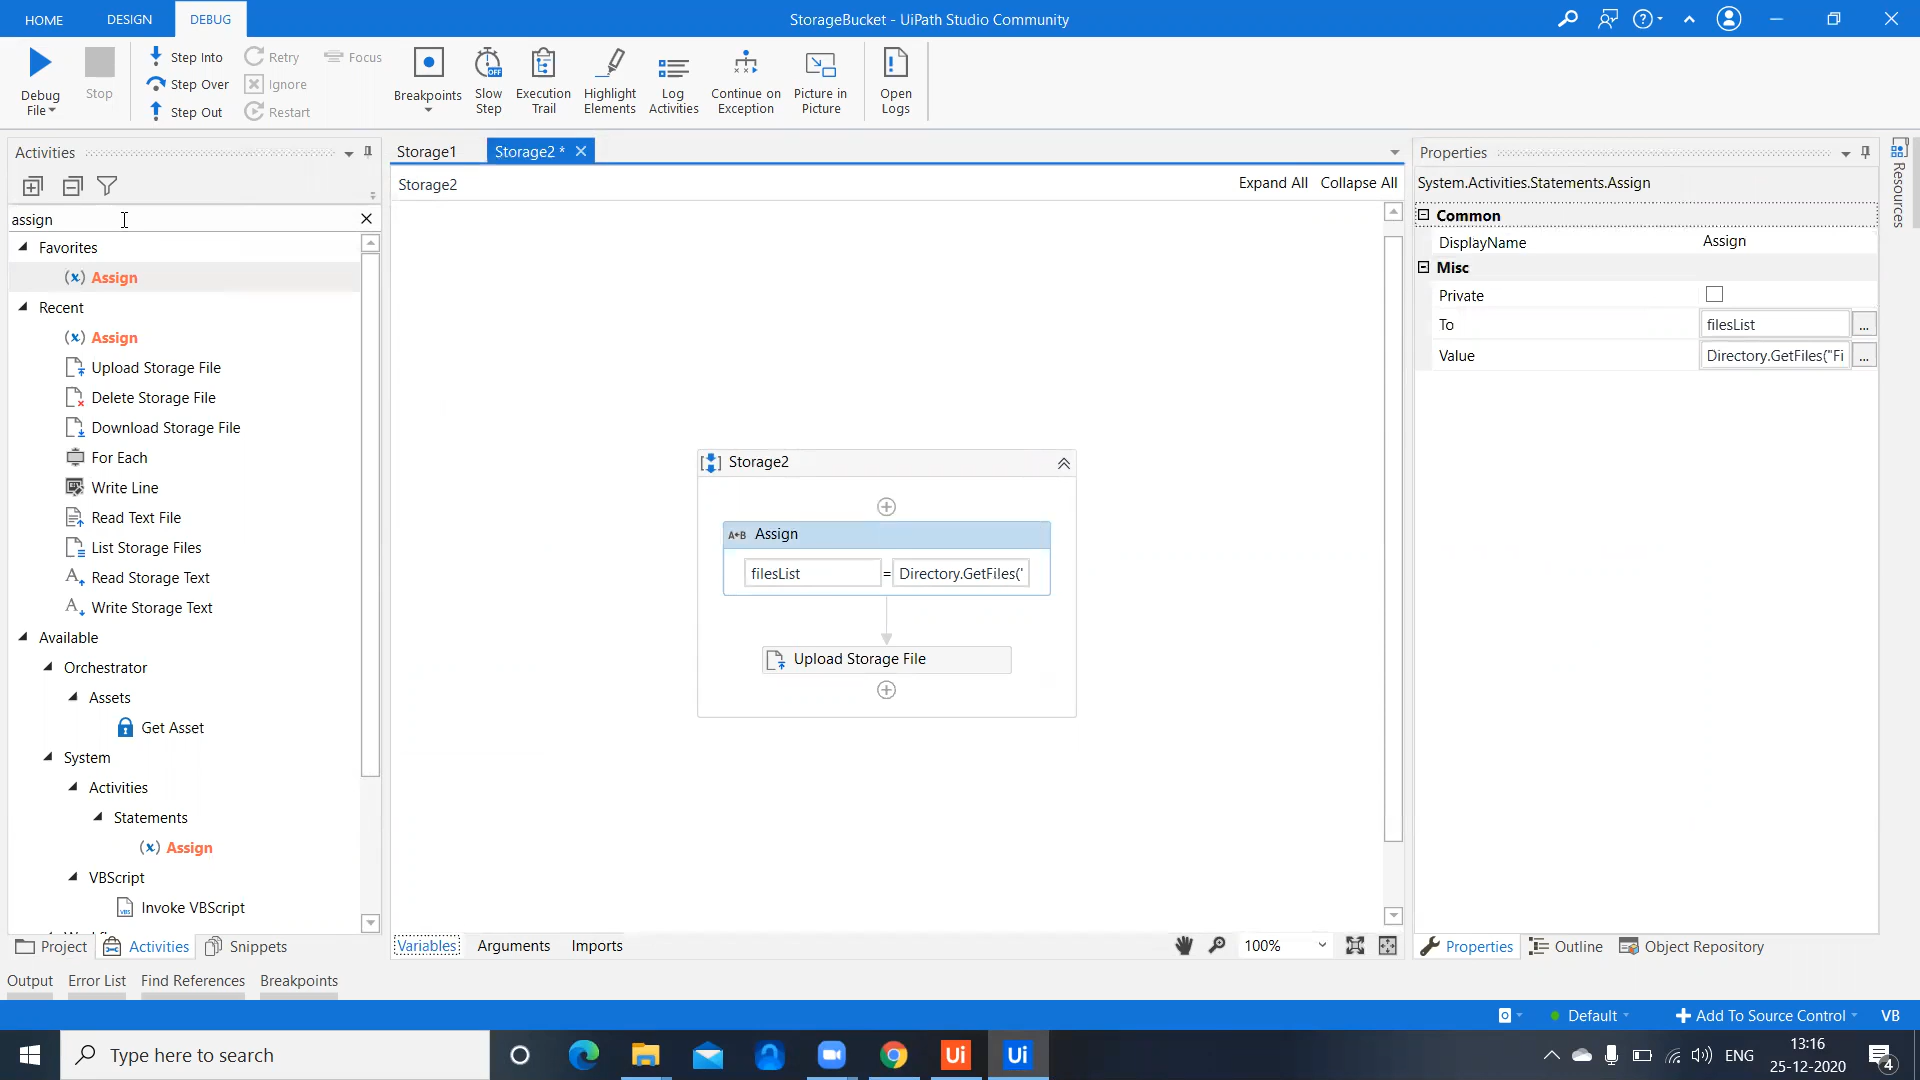 HOME
DESIGN
DEBUG
StorageBucket - UiPath Studio Community
Debug
File
Stop
Step Into
Step Over
Step Out
Retry
Ignore
Restart
Focus
Breakpoints
Slow
Step
OFF
Execution
Trail
Highlight
Elements
Log
Activities
Continue on
Exception
Picture in
Picture
Open
Logs
Activities
assign
Favorites
(x) Assign
Recent
(x) Assign
Upload Storage File
Delete Storage File
Download Storage File
For Each
Write Line
Read Text File
List Storage Files
Read Storage Text
Write Storage Text
Available
Orchestrator
Assets
Get Asset
System
Activities
Statements
(x) Assign
VBScript
Invoke VBScript
Project
Activities
Snippets
Storage1
Storage2 *
Storage2
Expand All
Collapse All
Storage2
A+B Assign
filesList
=
Directory.GetFiles("
Upload Storage File
Variables
Arguments
Imports
100%
Properties
System.Activities.Statements.Assign
Common
DisplayName
Assign
Misc
Private
To
filesList
...
Value
Directory.GetFiles("Fi
...
Resources
Properties
Outline
Object Repository
Output
Error List
Find References
Breakpoints
Default
Add To Source Control
VB
Type here to search
Ui
Ui
ENG
13:16
25-12-2020
4